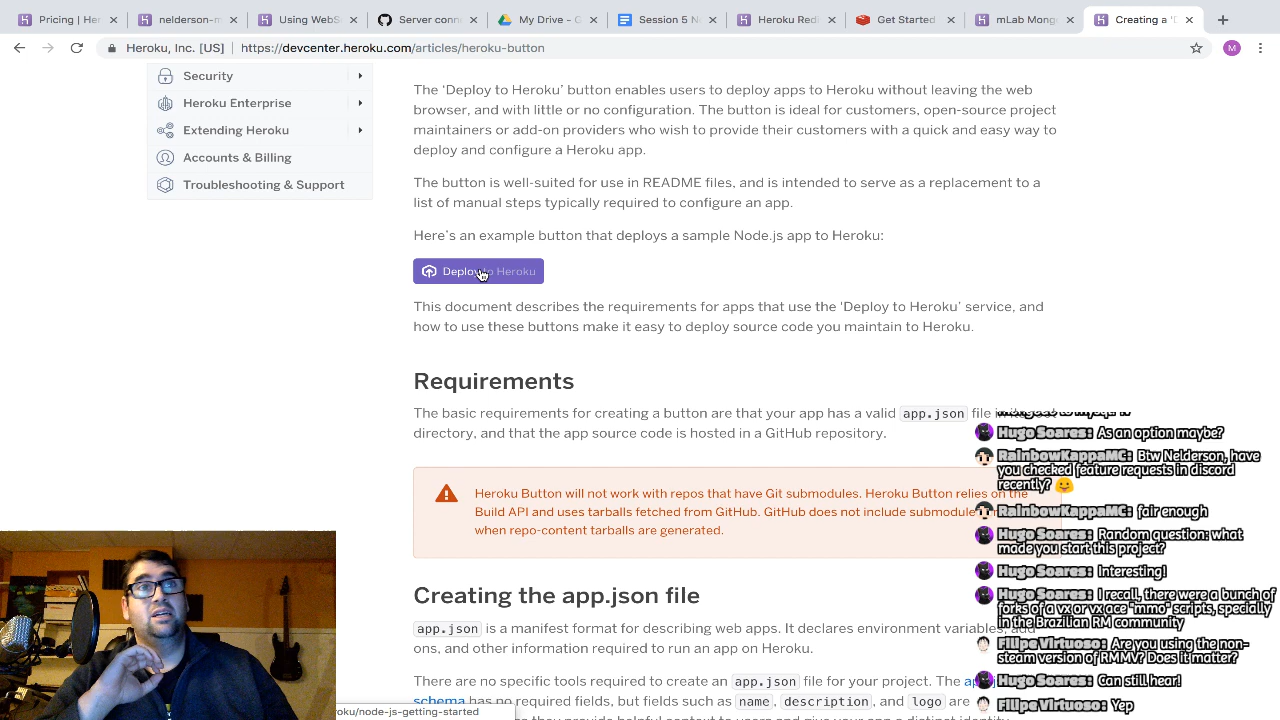 Pricing | Her
nelderson-m
Using WebSo
Server conne
My Drive - G
Session 5 No
Heroku Redi
Get Started
mLab Mongo
Creating a 'D
Heroku, Inc. [US] | https://devcenter.heroku.com/articles/heroku-button
M
Security
Heroku Enterprise
Extending Heroku
Accounts & Billing
Troubleshooting & Support
The ‘Deploy to Heroku’ button enables users to deploy apps to Heroku without leaving the web
browser, and with little or no configuration. The button is ideal for customers, open-source project
maintainers or add-on providers who wish to provide their customers with a quick and easy way to
deploy and configure a Heroku app.
The button is well-suited for use in README files, and is intended to serve as a replacement to a
list of manual steps typically required to configure an app.
Here’s an example button that deploys a sample Node.js app to Heroku:
Deploy to Heroku
This document describes the requirements for apps that use the ‘Deploy to Heroku’ service, and
how to use these buttons make it easy to deploy source code you maintain to Heroku.
Requirements
The basic requirements for creating a button are that your app has a valid app.json file
directory, and that the app source code is hosted in a GitHub repository.
Heroku Button will not work with repos that have Git submodules. Heroku Button relies on the
Build API and uses tarballs fetched from GitHub. GitHub does not include submodule
when repo-content tarballs are generated.
Creating the app.json file
app.json is a manifest format for describing web apps. It declares environment variables, add
ons, and other information required to run an app on Heroku.
There are no specific tools required to create an app.json file for your project. The
schema has no required fields, but fields such as name, description, and logo are
oku/node-js-getting-started
Hugo Soares: As an option maybe?
RainbowKappaMC: Btw Nelderson, have
you checked feature requests in discord
recently? 🤗
RainbowKappaMC: fair enough
Hugo Soares: Random question: what
made you start this project?
Hugo Soares: Interesting!
Hugo Soares: I recall, there were a bunch of
forks of a vx or vx ace "mmo" scripts, specially
in the Brazilian RM community
Filipe Virtuoso: Are you using the non-
steam version of RMMV? Does it matter?
Hugo Soares: Can still hear!
Filipe Virtuoso: Yep